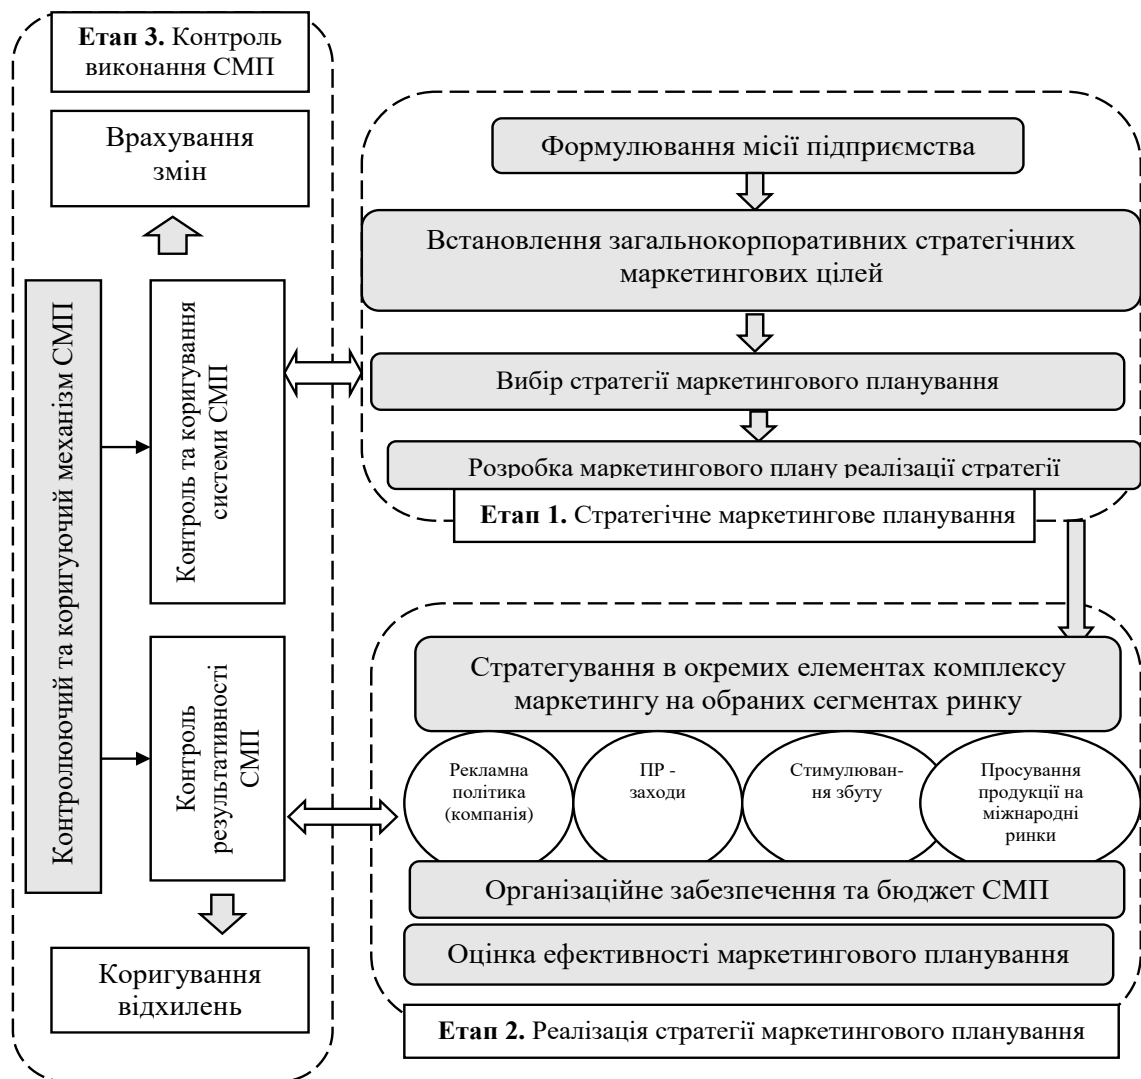 Етап 3. Контроль
виконання СМП
Врахування
змін
Контролюючий та коригуючий механізм СМП
Контроль та коригування
системи СМП
Контроль
результативності
СМП
Коригування
відхилень
Формулювання місії підприємства
Встановлення загальнокорпоративних стратегічних
маркетингових цілей
Вибір стратегії маркетингового планування
Розробка маркетингового плану реалізації стратегії
Етап 1. Стратегічне маркетингове планування
Стратегування в окремих елементах комплексу
маркетингу на обраних сегментах ринку
Рекламна
політика
(компанія)
ПР -
заходи
Стимулюван-
ня збуту
Просування
продукції на
міжнародні
ринки
Організаційне забезпечення та бюджет СМП
Оцінка ефективності маркетингового планування
Етап 2. Реалізація стратегії маркетингового планування